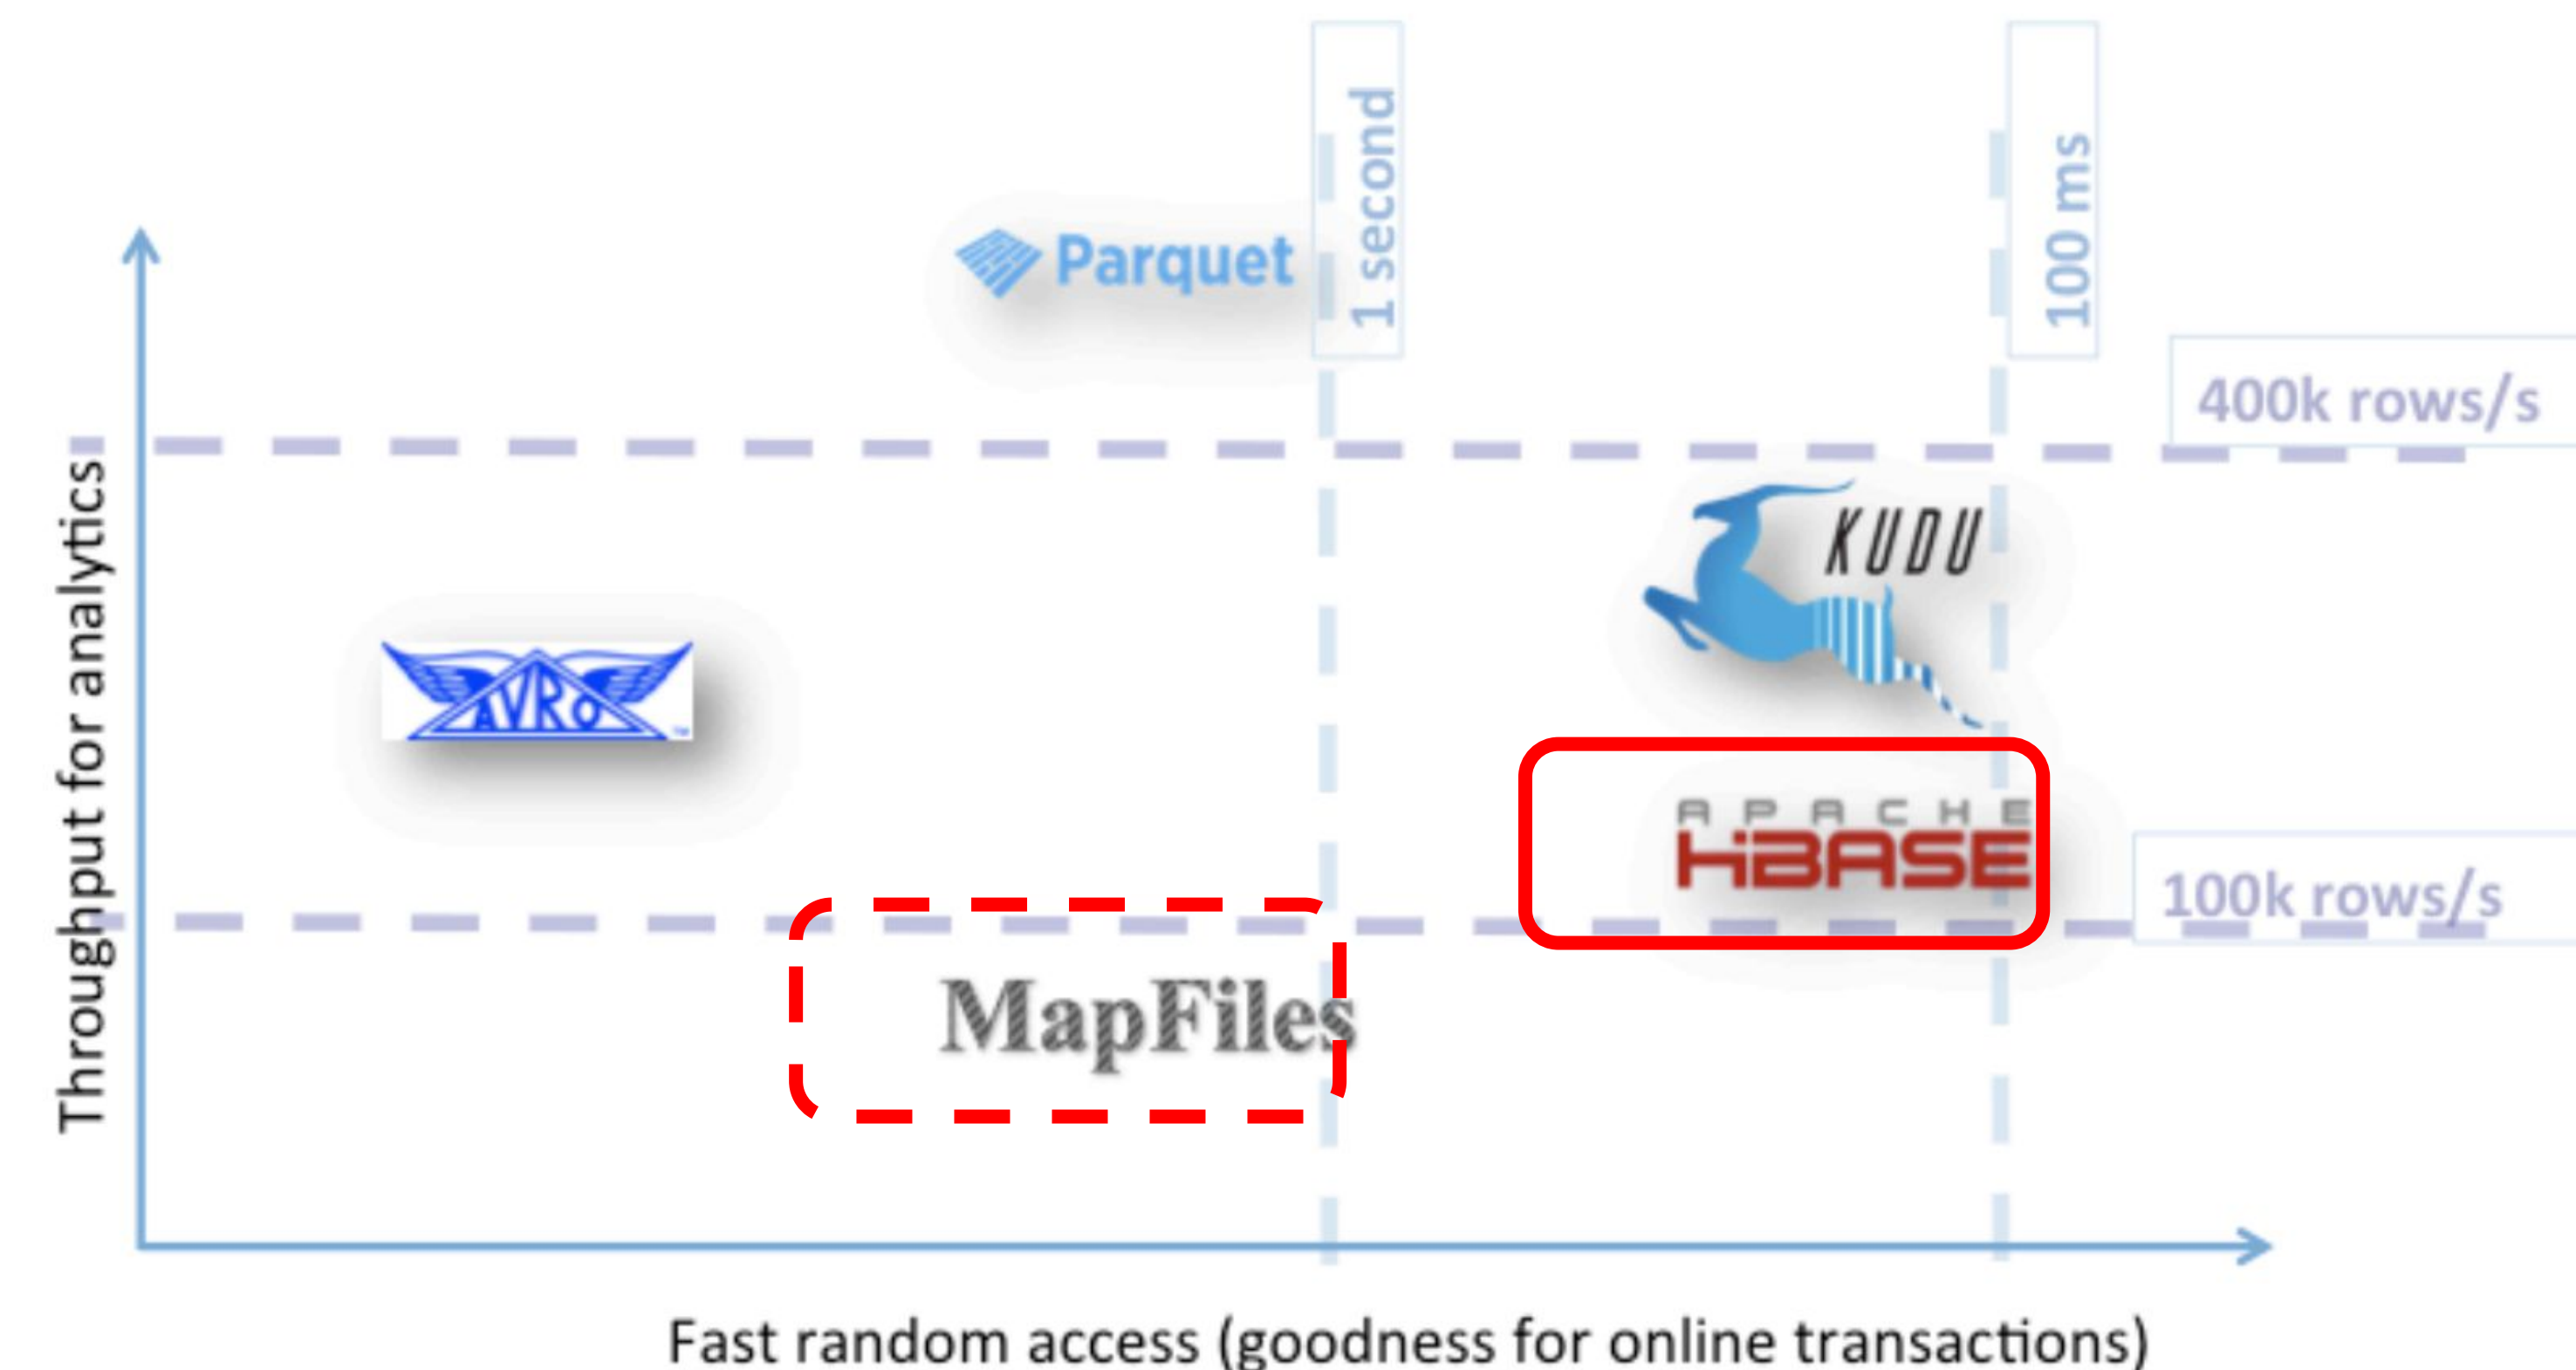 1 second
100 ms
Parquet
400k rows/s
KUDU
Throughput for analytics
AVRO
TM
APACHE
HBASE
100k rows/s
MapFiles
Fast random access (goodness for online transactions)